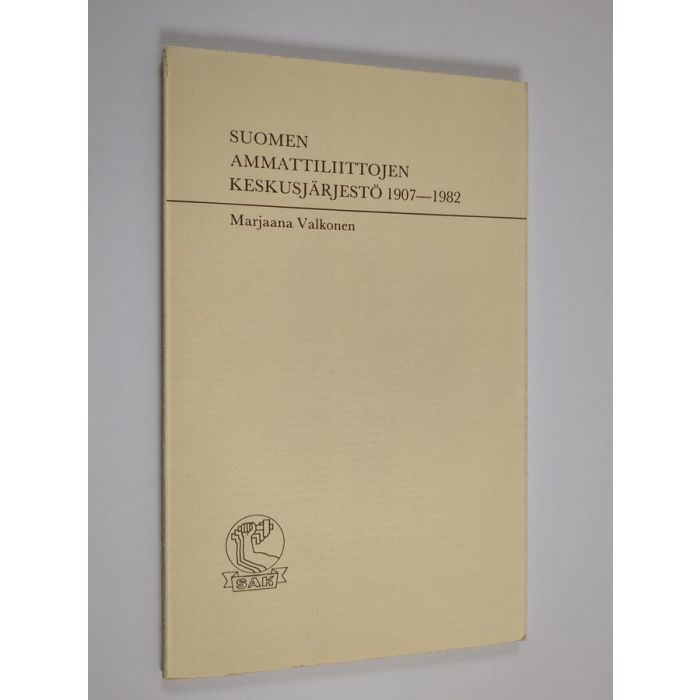 SUOMEN
AMMATTILIITTOJEN
KESKUSJÄRJESTÖ 1907—1982
Marjaana Valkonen
SAK